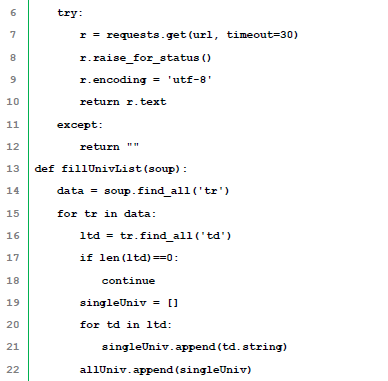 6 try:
7 r = requests.get(url, timeout=30)
8 r.raise_for_status()
9 r.encoding = 'utf-8'
10 return r.text
11 except:
12 return ""
13 def fillUnivList(soup):
14 data = soup.find_all('tr')
15 for tr in data:
16 ltd = tr.find_all('td')
17 if len(ltd)==0:
18 continue
19 singleUniv = []
20 for td in ltd:
21 singleUniv.append(td.string)
22 allUniv.append(singleUniv)